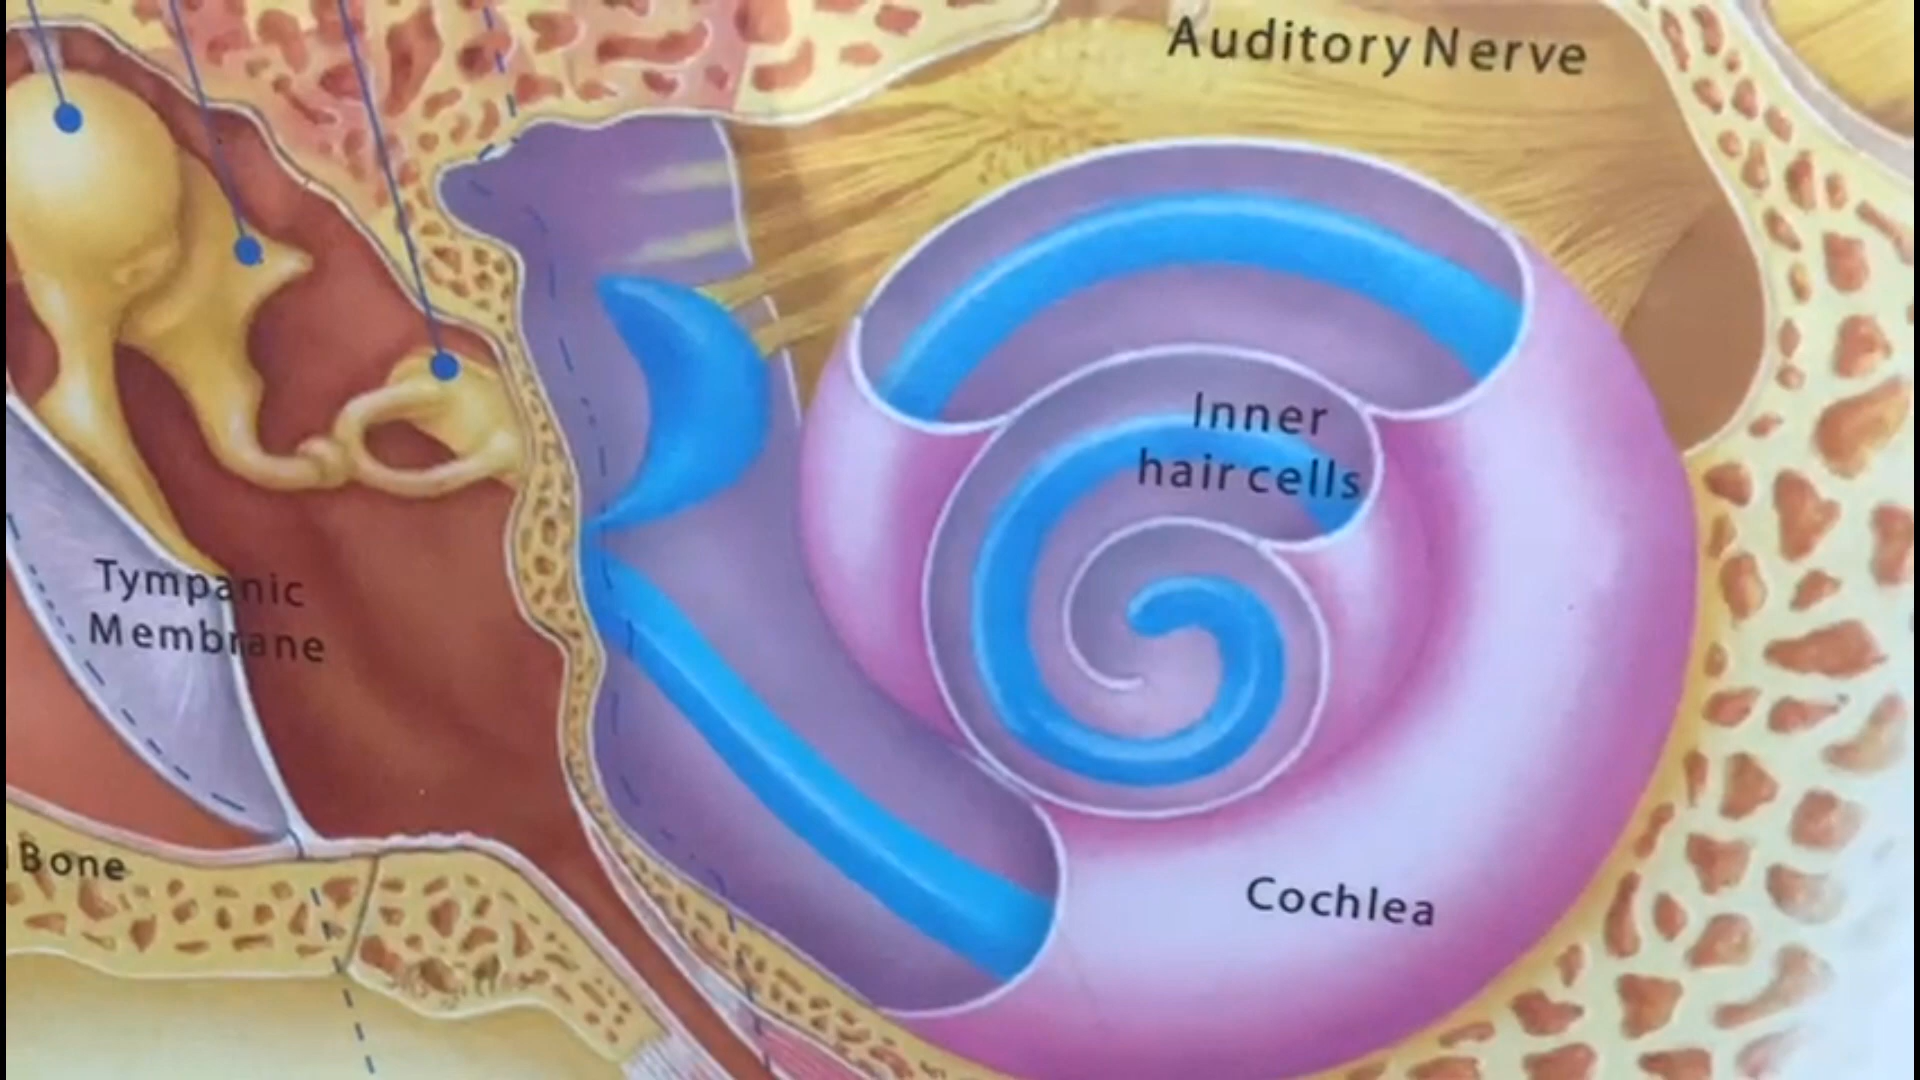 Auditory Nerve
Inner
hair cells
Tympanic
Membrane
Bone
Cochlea